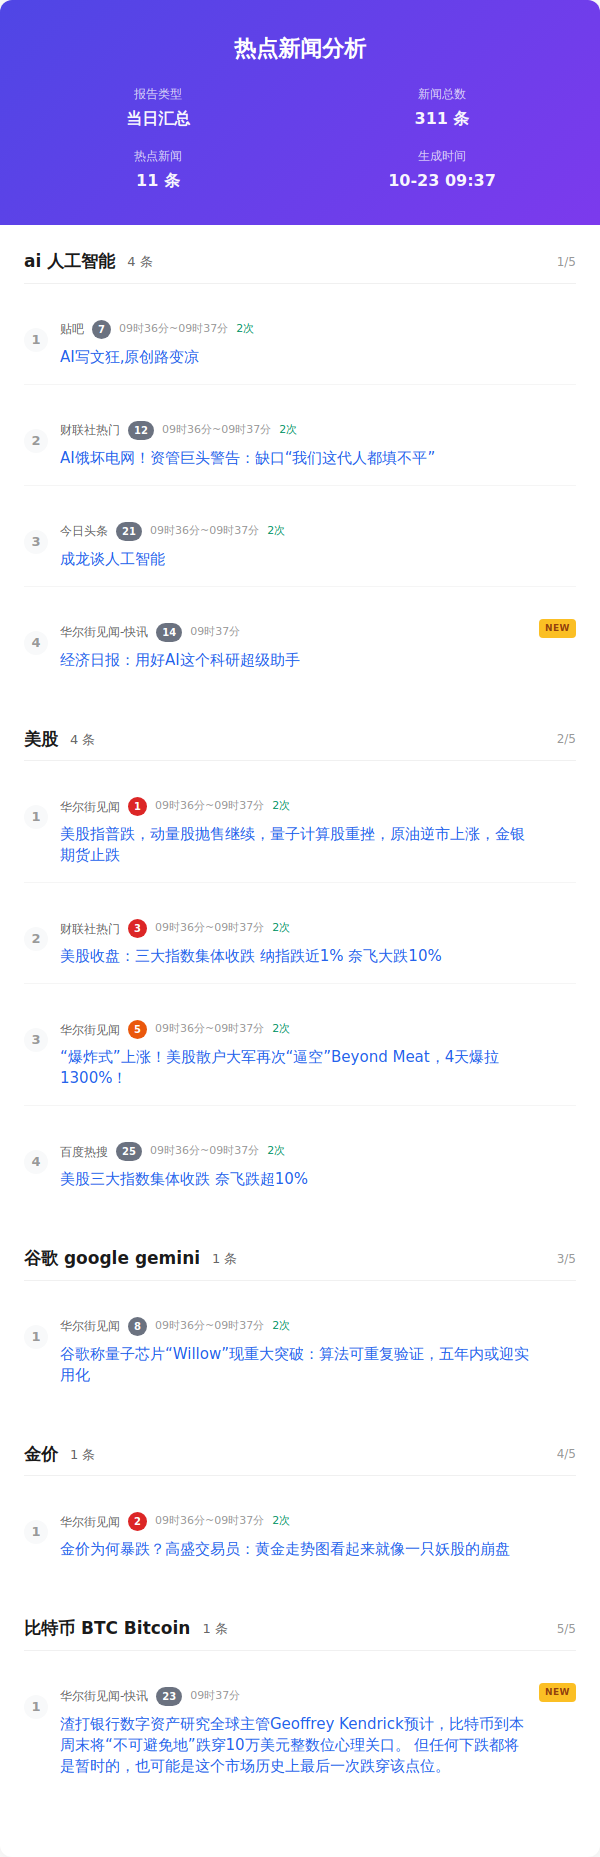 热点新闻分析
报告类型
当日汇总
新闻总数
311 条
热点新闻
11 条
生成时间
10-23 09:37
ai 人工智能 4 条 1/5
1
贴吧 7 09时36分~09时37分 2次
AI写文狂,原创路变凉
2
财联社热门 12 09时36分~09时37分 2次
AI饿坏电网！资管巨头警告：缺口“我们这代人都填不平”
3
今日头条 21 09时36分~09时37分 2次
成龙谈人工智能
4
华尔街见闻-快讯 14 09时37分 NEW
经济日报：用好AI这个科研超级助手
美股 4 条 2/5
1
华尔街见闻 1 09时36分~09时37分 2次
美股指普跌，动量股抛售继续，量子计算股重挫，原油逆市上涨，金银
期货止跌
2
财联社热门 3 09时36分~09时37分 2次
美股收盘：三大指数集体收跌 纳指跌近1% 奈飞大跌10%
3
华尔街见闻 5 09时36分~09时37分 2次
“爆炸式”上涨！美股散户大军再次“逼空”Beyond Meat，4天爆拉
1300%！
4
百度热搜 25 09时36分~09时37分 2次
美股三大指数集体收跌 奈飞跌超10%
谷歌 google gemini 1 条 3/5
1
华尔街见闻 8 09时36分~09时37分 2次
谷歌称量子芯片“Willow”现重大突破：算法可重复验证，五年内或迎实
用化
金价 1 条 4/5
1
华尔街见闻 2 09时36分~09时37分 2次
金价为何暴跌？高盛交易员：黄金走势图看起来就像一只妖股的崩盘
比特币 BTC Bitcoin 1 条 5/5
1
华尔街见闻-快讯 23 09时37分 NEW
渣打银行数字资产研究全球主管Geoffrey Kendrick预计，比特币到本
周末将“不可避免地”跌穿10万美元整数位心理关口。 但任何下跌都将
是暂时的，也可能是这个市场历史上最后一次跌穿该点位。